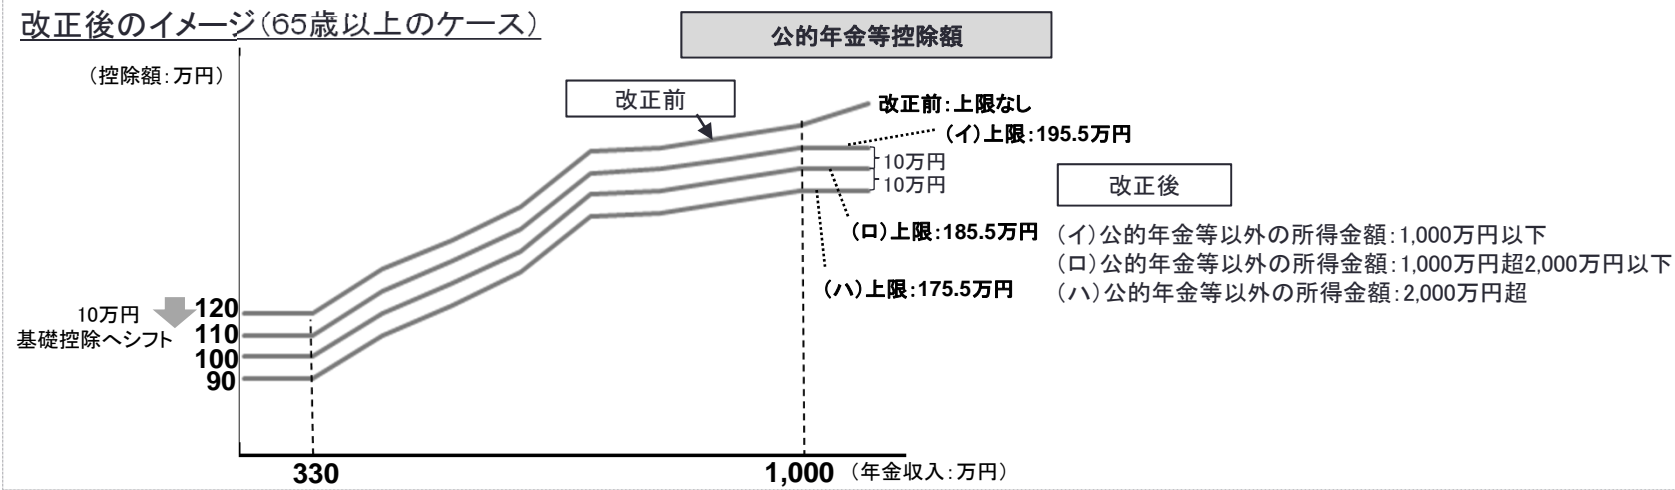 改正後のイメージ(65歳以上のケース)
公的年金等控除額
(控除額:万円)
改正前
改正前:上限なし
(イ)上限:195.5万円
10万円
10万円
改正後
(ロ)上限:185.5万円
(イ)公的年金等以外の所得金額:1,000万円以下
(ロ)公的年金等以外の所得金額:1,000万円超2,000万円以下
(ハ)上限:175.5万円
(ハ)公的年金等以外の所得金額:2,000万円超
10万円
基礎控除へシフト
120
110
100
90
330
1,000
(年金収入:万円)